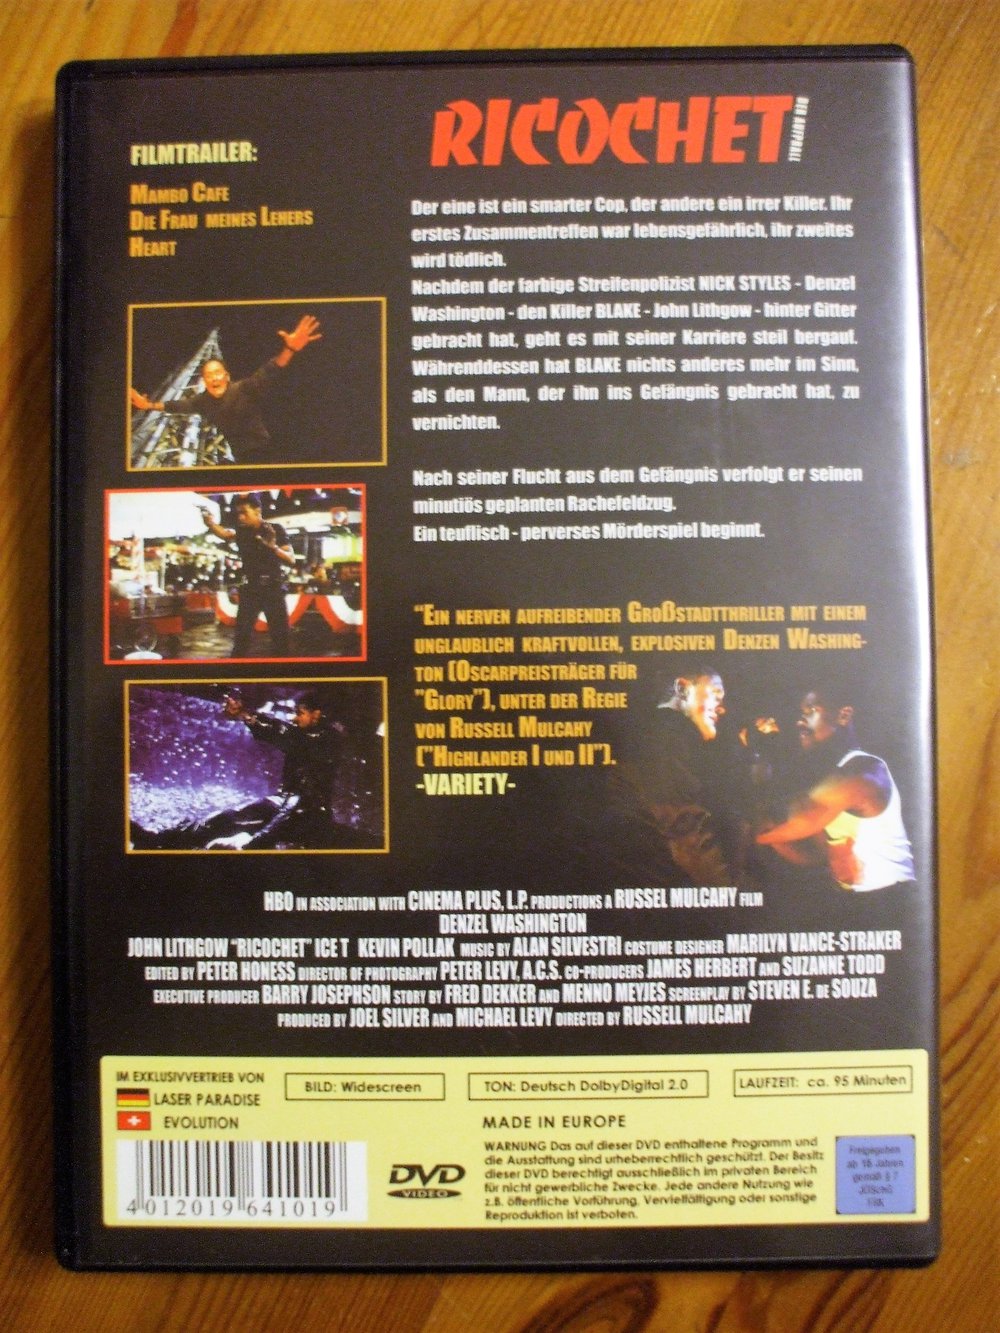 RICOCHET
DER AUFPRALL
FILMTRAILER:
MAMBO CAFE
DIE FRAU MEINES LEHERS
HEART
Der eine ist ein smarter Cop, der andere ein irrer Killer. Ihr
erstes Zusammentreffen war lebensgefährlich, ihr zweites
wird tödlich.
Nachdem der farbige Streifenpolizist NICK STYLES - Denzel
Washington - den Killer BLAKE - John Lithgow - hinter Gitter
gebracht hat, geht es mit seiner Karriere steil bergauf.
Währenddessen hat BLAKE nichts anderes mehr im Sinn,
als den Mann, der ihn ins Gefängnis gebracht hat, zu
vernichten.
Nach seiner Flucht aus dem Gefängnis verfolgt er seinen
minutiös geplanten Rachefeldzug.
Ein teuflisch - perverses Mörderspiel beginnt.
“EIN NERVEN AUFREIBENDER GROßSTADTTHRILLER MIT EINEM
UNGLAUBLICH KRAFTVOLLEN, EXPLOSIVEN DENZEN WASHING-
TON (OSCARPREISTRÄGER FÜR
"GLORY"), UNTER DER REGIE
VON RUSSELL MULCAHY
("HIGHLANDER I UND II").
-VARIETY-
HBO IN ASSOCIATION WITH CINEMA PLUS, L.P. PRODUCTIONS A RUSSEL MULCAHY FILM
DENZEL WASHINGTON
JOHN LITHGOW "RICOCHET" ICE T KEVIN POLLAK MUSIC BY ALAN SILVESTRI COSTUME DESIGNER MARILYN VANCE-STRAKER
EDITED BY PETER HONESS DIRECTOR OF PHOTOGRAPHY PETER LEVY, A.C.S. CO-PRODUCERS JAMES HERBERT AND SUZANNE TODD
EXECUTIVE PRODUCER BARRY JOSEPHSON STORY BY FRED DEKKER AND MENNO MEYJES SCREENPLAY BY STEVEN E. DE SOUZA
PRODUCED BY JOEL SILVER AND MICHAEL LEVY DIRECTED BY RUSSELL MULCAHY
IM EXKLUSIVVERTRIEB VON
LASER PARADISE
EVOLUTION
BILD: Widescreen
TON: Deutsch DolbyDigital 2.0
LAUFZEIT: ca. 95 Minuten
MADE IN EUROPE
WARNUNG Das auf dieser DVD enthaltene Programm und
die Ausstattung sind urheberrechtlich geschützt. Der Besitz
dieser DVD berechtigt ausschließlich im privaten Bereich
für nicht gewerbliche Zwecke. Jede andere Nutzung wie
z.B. öffentliche Vorführung, Vervielfältigung oder sonstige
Reproduktion ist verboten.
DVD
VIDEO
4 012019 641019
Freigegeben
ab 16 Jahren
gemäß § 7
JÖSchG
FSK